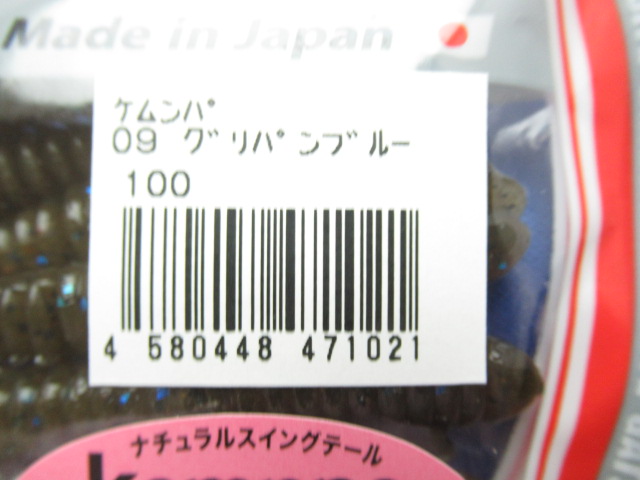 Made in Japan
ｹﾑﾝﾊﾟ
09 ｸﾞﾘﾊﾟﾝﾌﾞﾙｰ
100
4 580448 471021
ナチュラルスイングテール